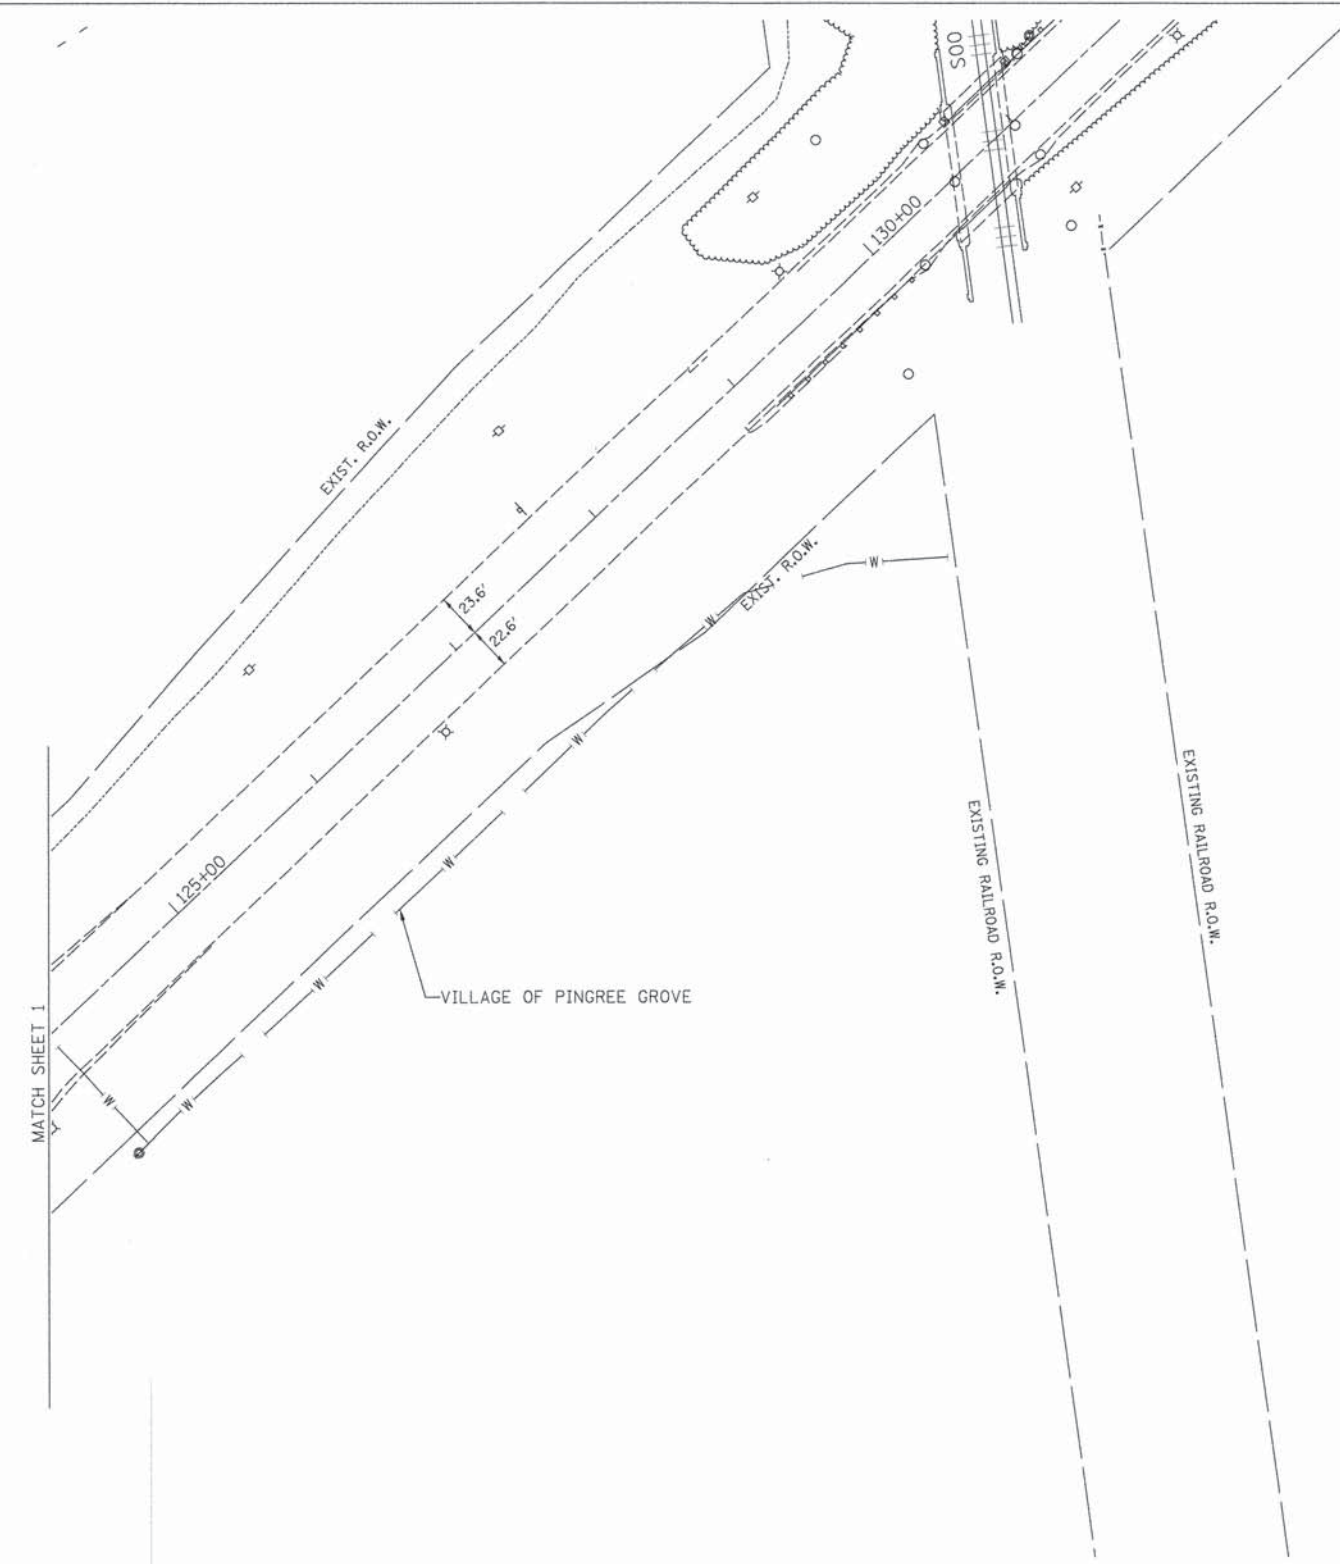 SOO
130+00
EXIST. R.O.W.
23.6'
22.6'
EXIST. R.O.W.
W
W
W
EXISTING RAILROAD R.O.W.
EXISTING RAILROAD R.O.W.
125+00
W
W
VILLAGE OF PINGREE GROVE
MATCH SHEET 1
W
W